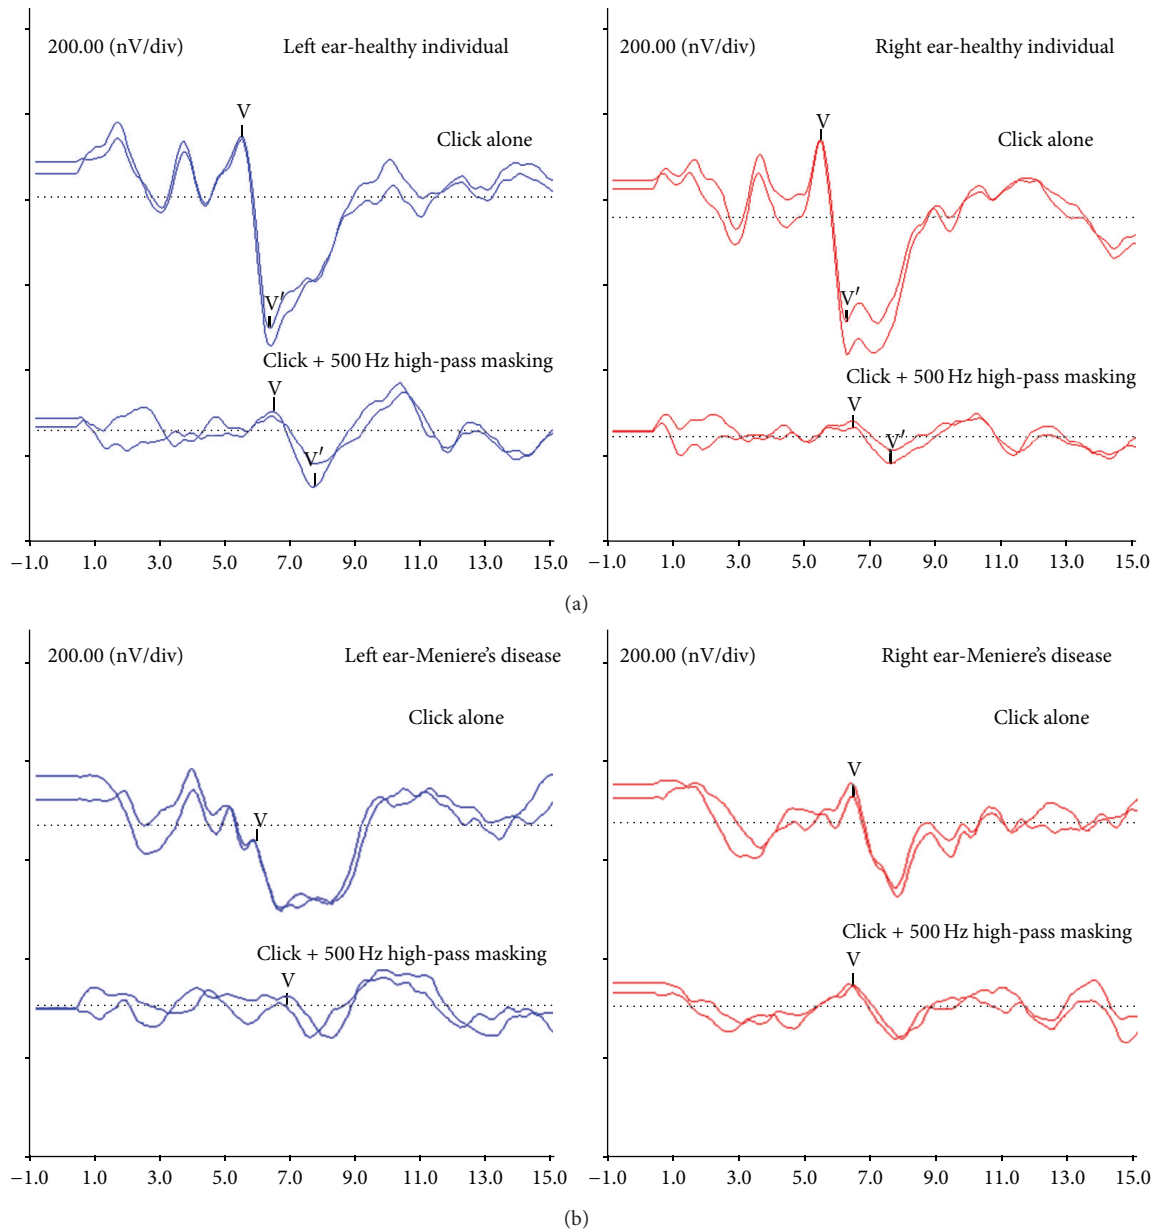 200.00 (nV/div) Left ear-healthy individual
V
Click alone
V′
Click + 500 Hz high-pass masking
V
V′
−1.0 1.0 3.0 5.0 7.0 9.0 11.0 13.0 15.0
200.00 (nV/div) Right ear-healthy individual
V
Click alone
V′
Click + 500 Hz high-pass masking
V
V′
−1.0 1.0 3.0 5.0 7.0 9.0 11.0 13.0 15.0
(a)
200.00 (nV/div) Left ear-Meniere’s disease
Click alone
V
Click + 500 Hz high-pass masking
V
−1.0 1.0 3.0 5.0 7.0 9.0 11.0 13.0 15.0
200.00 (nV/div) Right ear-Meniere’s disease
Click alone
V
Click + 500 Hz high-pass masking
V
−1.0 1.0 3.0 5.0 7.0 9.0 11.0 13.0 15.0
(b)